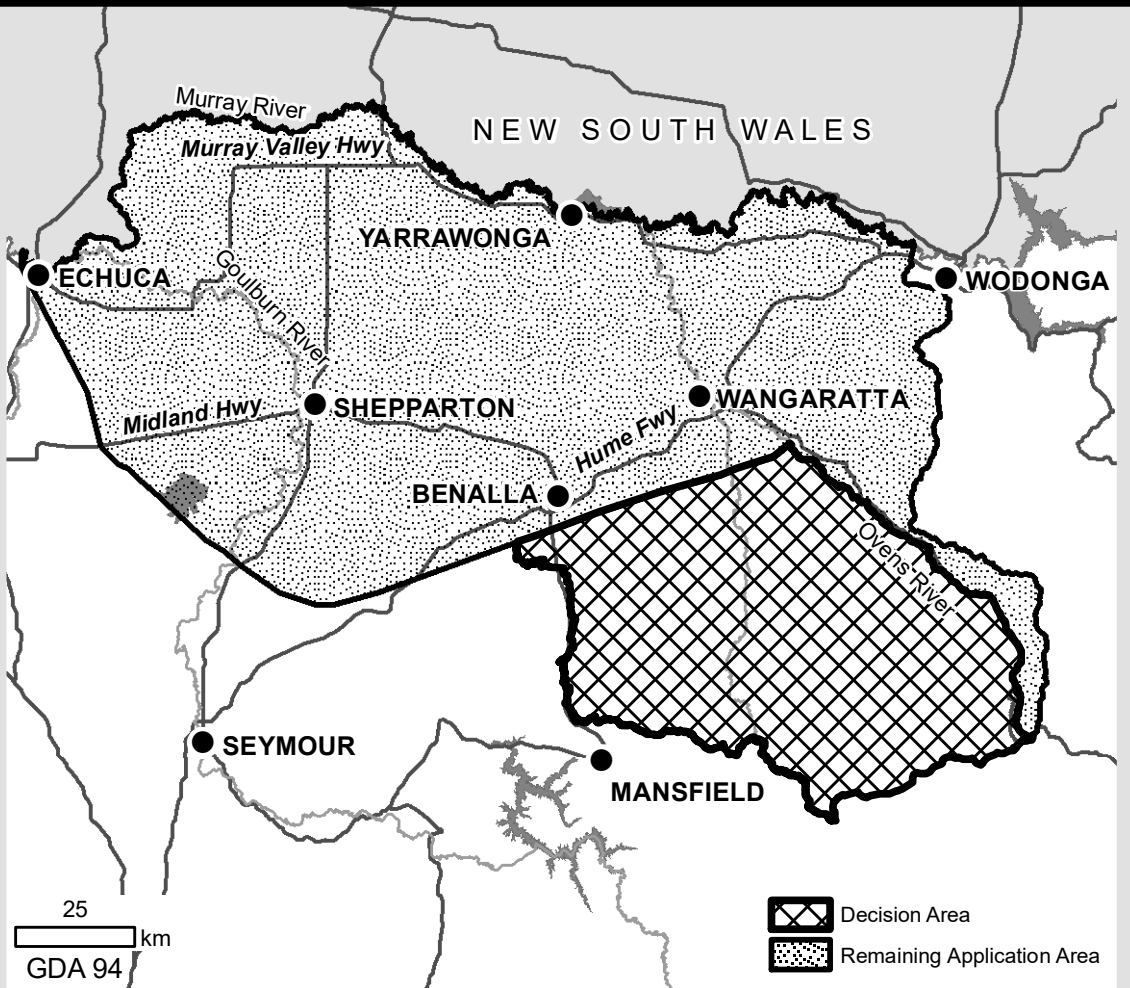 Murray River
NEW SOUTH WALES
Murray Valley Hwy
YARRAWONGA
ECHUCA
Goulburn River
WODONGA
Midland Hwy
SHEPPARTON
Hume Fwy
WANGARATTA
BENALLA
Ovens River
SEYMOUR
MANSFIELD
25
km
GDA 94
Decision Area
Remaining Application Area